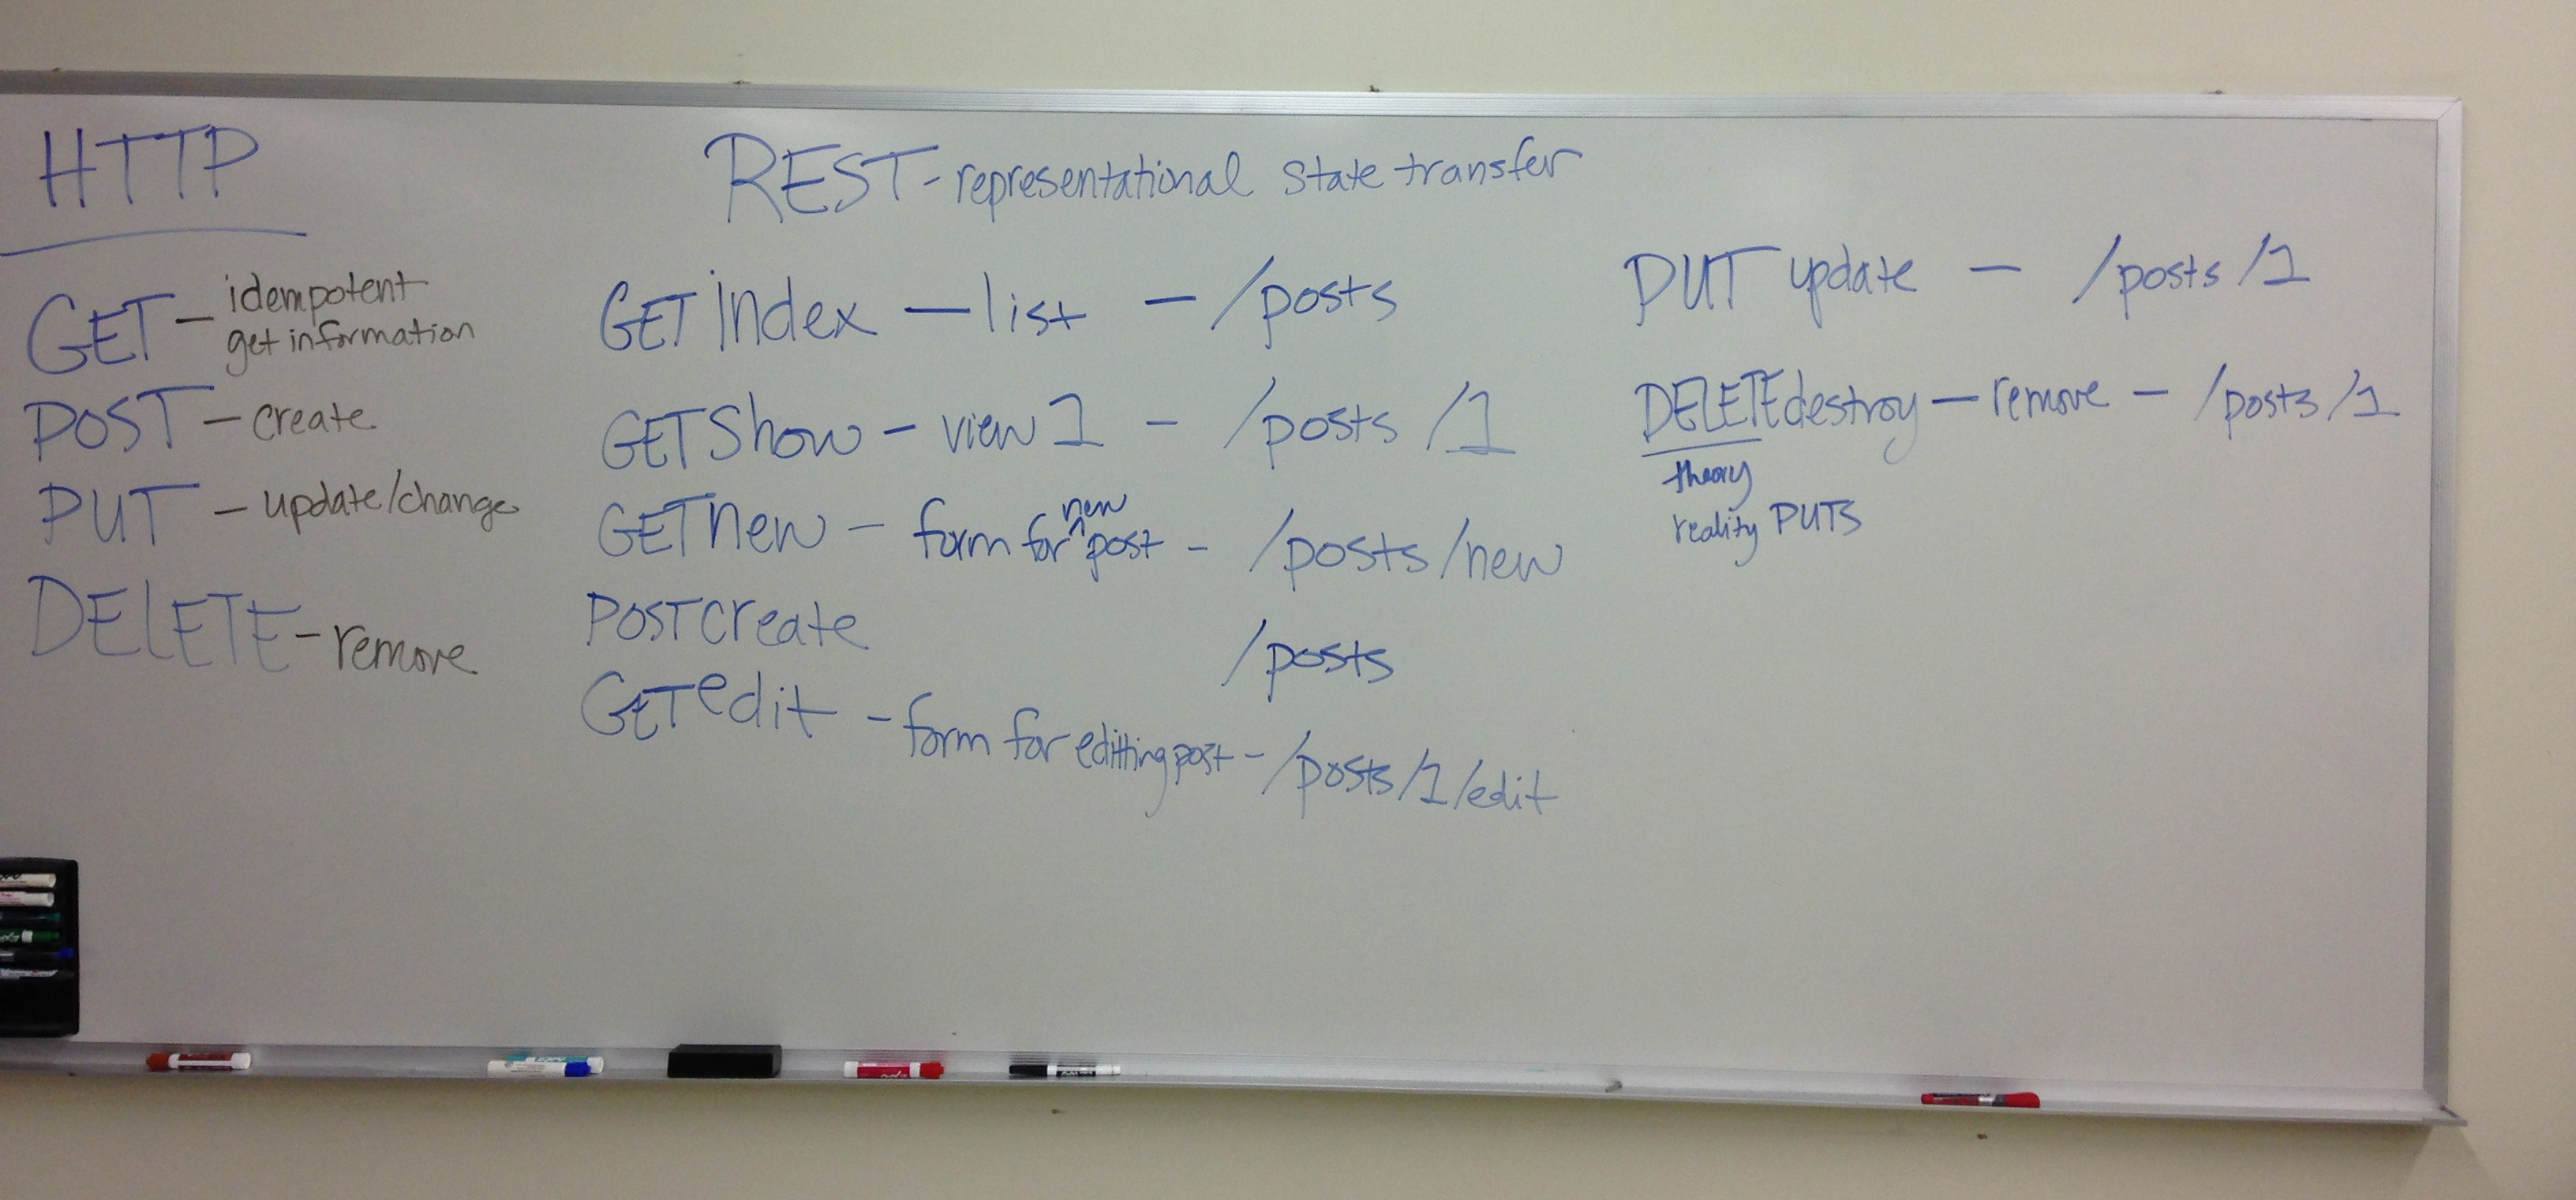 HTTP
GET - idempotent
get information
POST - create
PUT - update/change
DELETE - remove
REST - representational state transfer
GET index - list - /posts
GET Show - view 1 - /posts/1
GET new - form for new post - /posts/new
POST create /posts
GET edit - form for editting post - /posts/1/edit
PUT update - /posts/1
DELETE destroy - remove - /posts/1
theory
reality PUTS